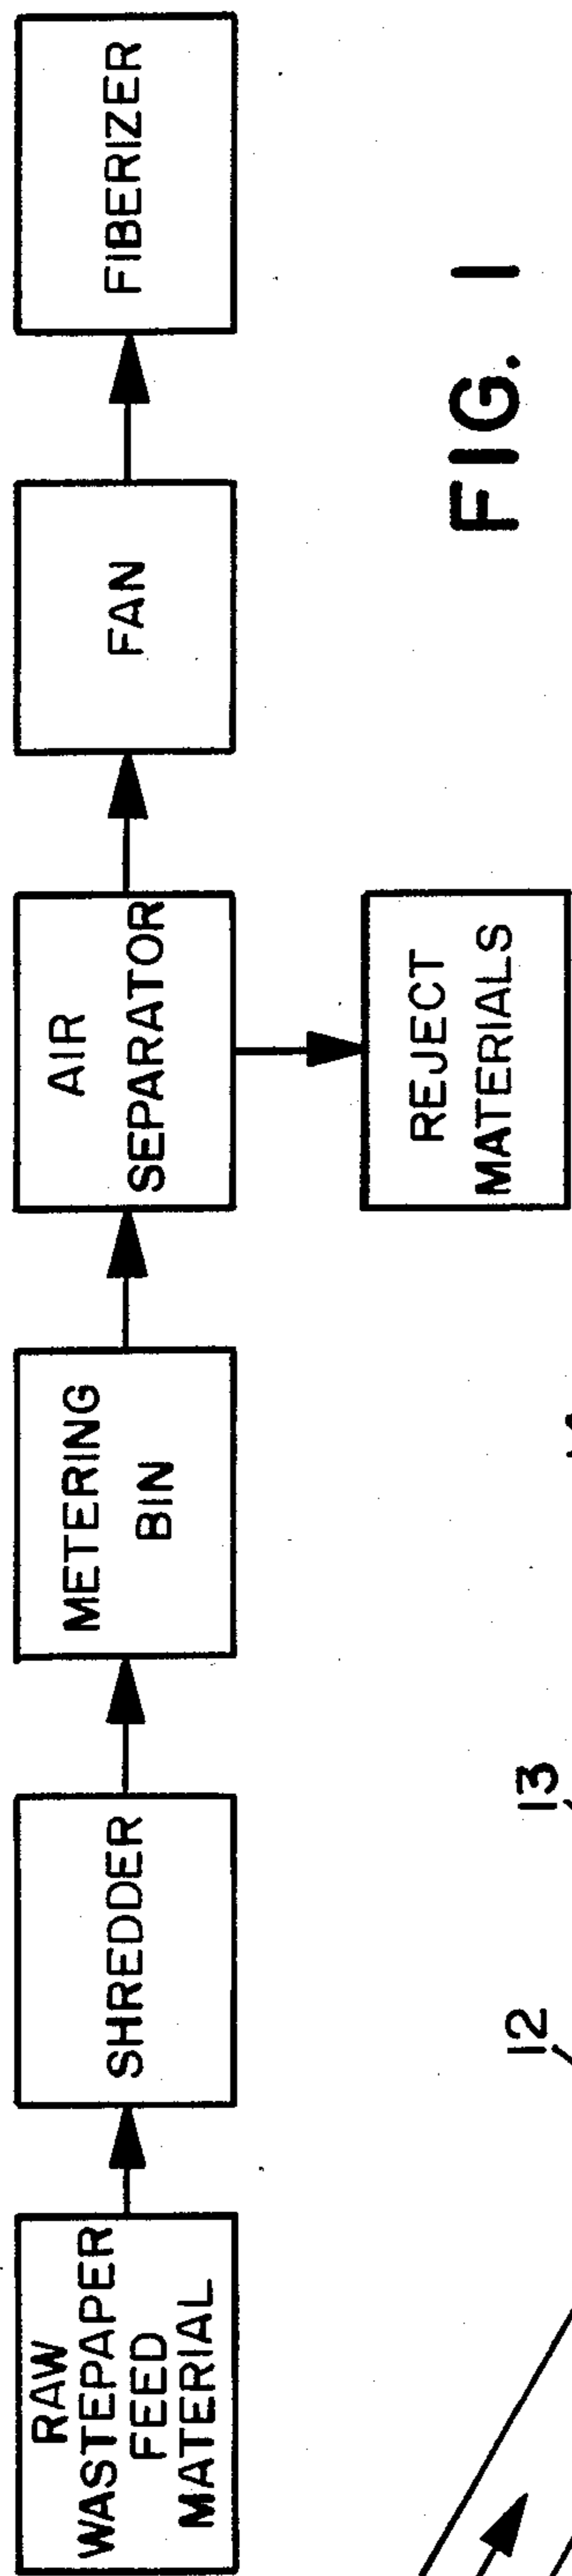 RAW
WASTEPAPER
FEED
MATERIAL
SHREDDER
METERING
BIN
AIR
SEPARATOR
REJECT
MATERIALS
FAN
FIBERIZER
FIG. 1
12
13